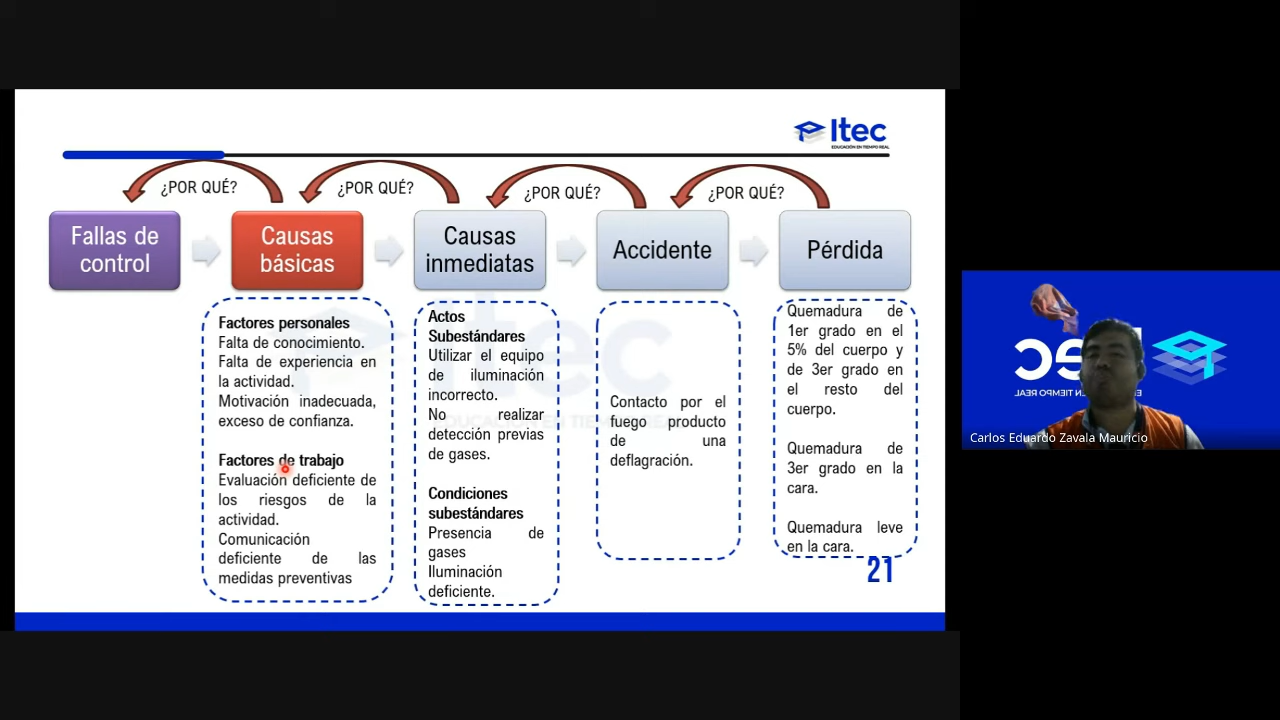 Itec
EDUCACIÓN EN TIEMPO REAL
¿POR QUÉ?
¿POR QUÉ?
¿POR QUÉ?
¿POR QUÉ?
Fallas de
control
Causas
básicas
Causas
inmediatas
Accidente
Pérdida
Factores personales
Falta de conocimiento.
Falta de experiencia en
la actividad.
Motivación inadecuada,
exceso de confianza.
Factores de trabajo
Evaluación deficiente de
los riesgos de la
actividad.
Comunicación
deficiente de las
medidas preventivas
Actos
Subestándares
Utilizar el equipo
de iluminación
incorrecto.
No realizar
detección previas
de gases.
Condiciones
subestándares
Presencia de
gases
Iluminación
deficiente.
Contacto por el
fuego producto
de una
deflagración.
Quemadura de
1er grado en el
5% del cuerpo y
de 3er grado en
el resto del
cuerpo.
Quemadura de
3er grado en la
cara.
Quemadura leve
en la cara.
21
Carlos Eduardo Zavala Mauricio